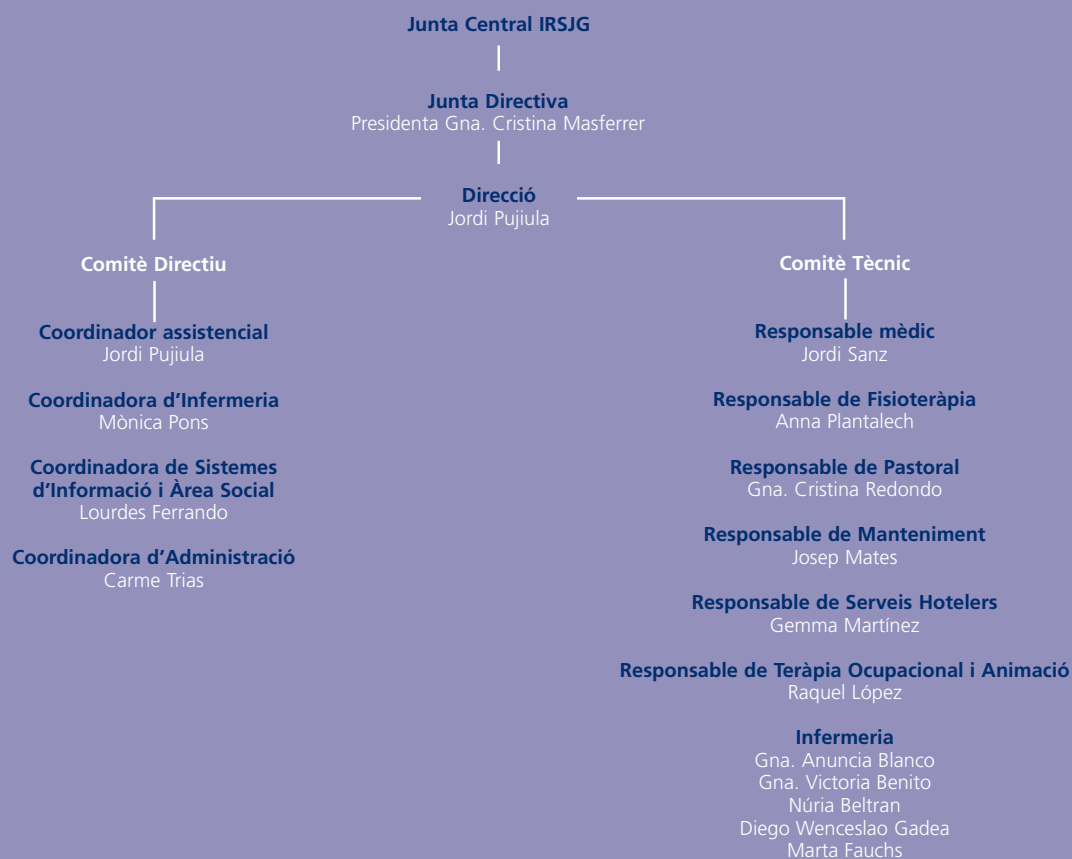 Junta Central IRSJG
Junta Directiva
Presidenta Gna. Cristina Masferrer
Direcció
Jordi Pujiula
Comitè Directiu
Coordinador assistencial
Jordi Pujiula
Coordinadora d'Infermeria
Mònica Pons
Coordinadora de Sistemes
d'Informació i Àrea Social
Lourdes Ferrando
Coordinadora d'Administració
Carme Trias
Comitè Tècnic
Responsable mèdic
Jordi Sanz
Responsable de Fisioteràpia
Anna Plantalech
Responsable de Pastoral
Gna. Cristina Redondo
Responsable de Manteniment
Josep Mates
Responsable de Serveis Hotelers
Gemma Martínez
Responsable de Teràpia Ocupacional i Animació
Raquel López
Infermeria
Gna. Anuncia Blanco
Gna. Victoria Benito
Núria Beltran
Diego Wenceslao Gadea
Marta Fauchs